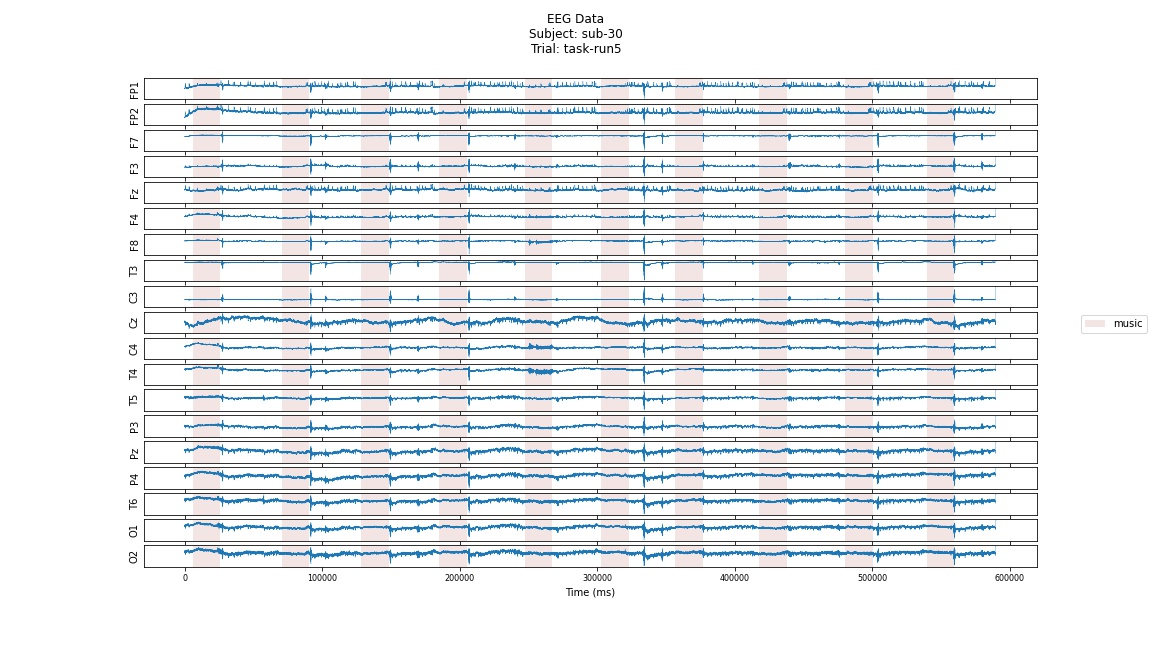 EEG Data
Subject: sub-30
Trial: task-run5
FP1
FP2
F7
F3
Fz
F4
F8
T3
C3
Cz
C4
T4
T5
P3
Pz
P4
T6
O1
O2
music
0 100000 200000 300000 400000 500000 600000
Time (ms)